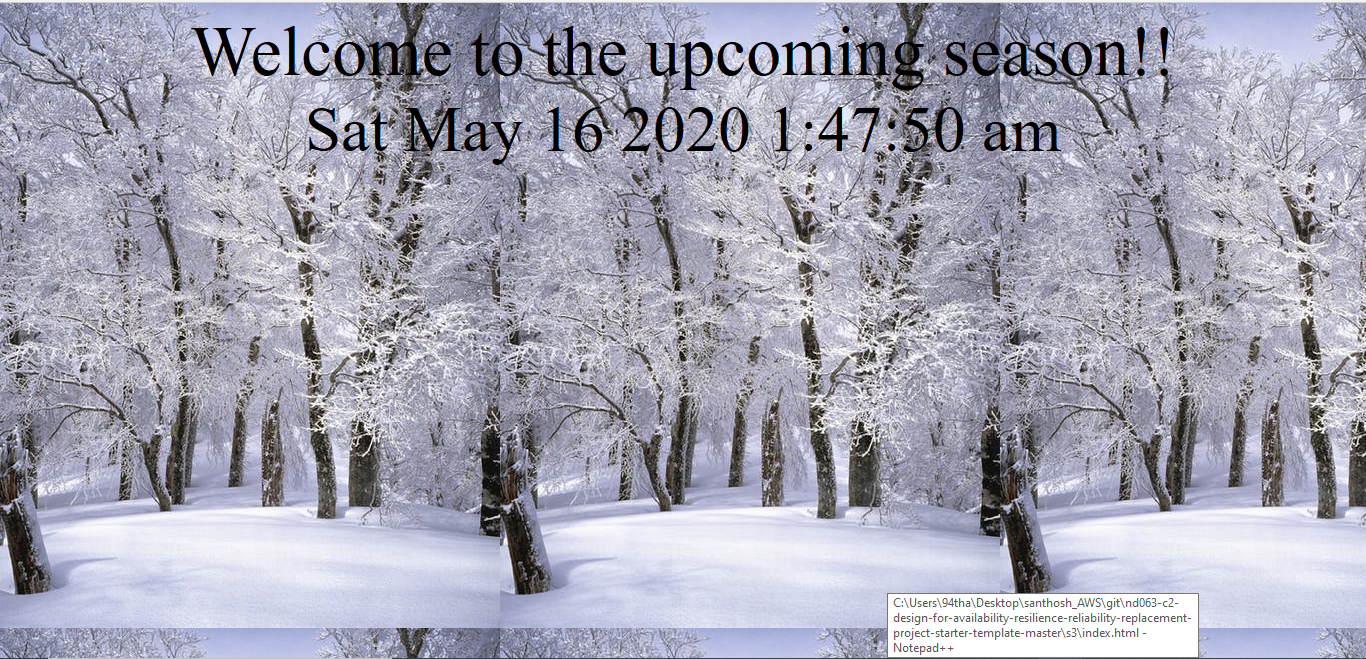 Welcome to the upcoming season!!
Sat May 16 2020 1:47:50 am
C:\Users\94tha\Desktop\santhosh_AWS\git\nd063-c2-
design-for-availability-resilience-reliability-replacement-
project-starter-template-master\s3\index.html -
Notepad++